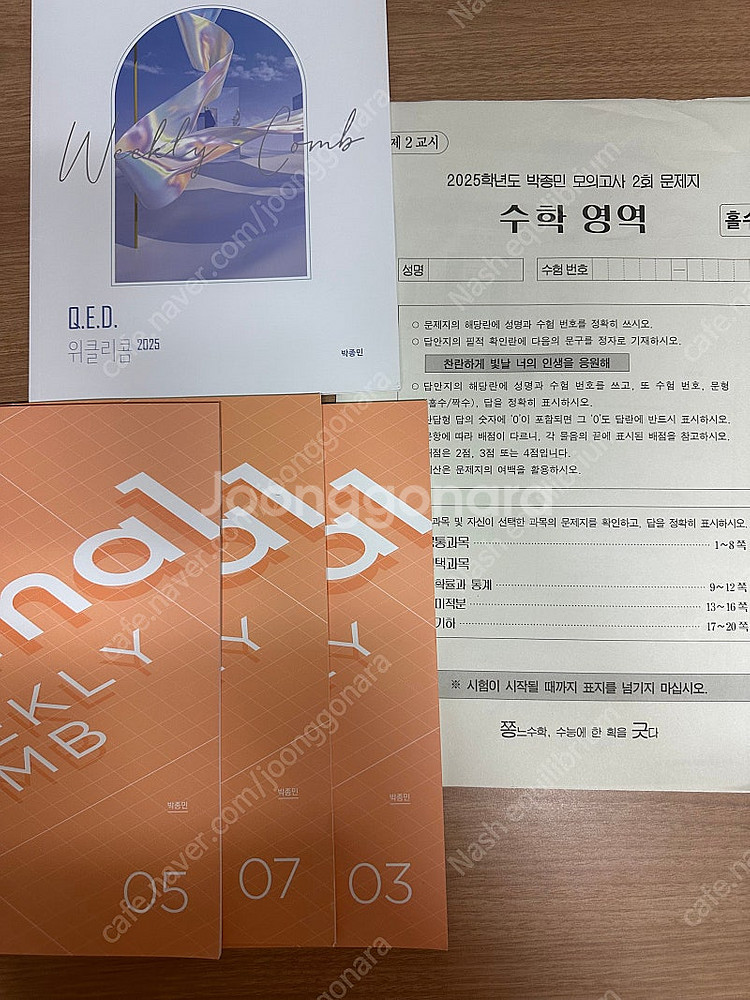 Weekly Comb
Q.E.D.
위클리콤 2025
박종민
제 2 교시
2025학년도 박종민 모의고사 2회 문제지
수학 영역
홀수
성명
수험 번호
―
○ 문제지의 해당란에 성명과 수험 번호를 정확히 쓰시오.
○ 답안지의 필적 확인란에 다음의 문구를 정자로 기재하시오.
찬란하게 빛날 너의 인생을 응원해
○ 답안지의 해당란에 성명과 수험 번호를 쓰고, 또 수험 번호, 문형
홀수/짝수), 답을 정확히 표시하시오.
단답형 답의 숫자에 ‘0’이 포함되면 그 ‘0’도 답란에 반드시 표시하시오.
문항에 따라 배점이 다르니, 각 물음의 끝에 표시된 배점을 참고하시오.
배점은 2점, 3점 또는 4점입니다.
계산은 문제지의 여백을 활용하시오.
과목 및 자신이 선택한 과목의 문제지를 확인하고, 답을 정확히 표시하시오.
통과목 1~8 쪽
택과목
확률과 통계 9~12 쪽
미적분 13~16 쪽
기하 17~20 쪽
※ 시험이 시작될 때까지 표지를 넘기지 마십시오.
쫑느수학, 수능에 한 획을 긋다
nal
al
al
EKLY
Y
Y
MB
박종민
박종민
박종민
05
07
03
Joonggonara
cafe.naver.com/joonggonara
Nash equilibrium